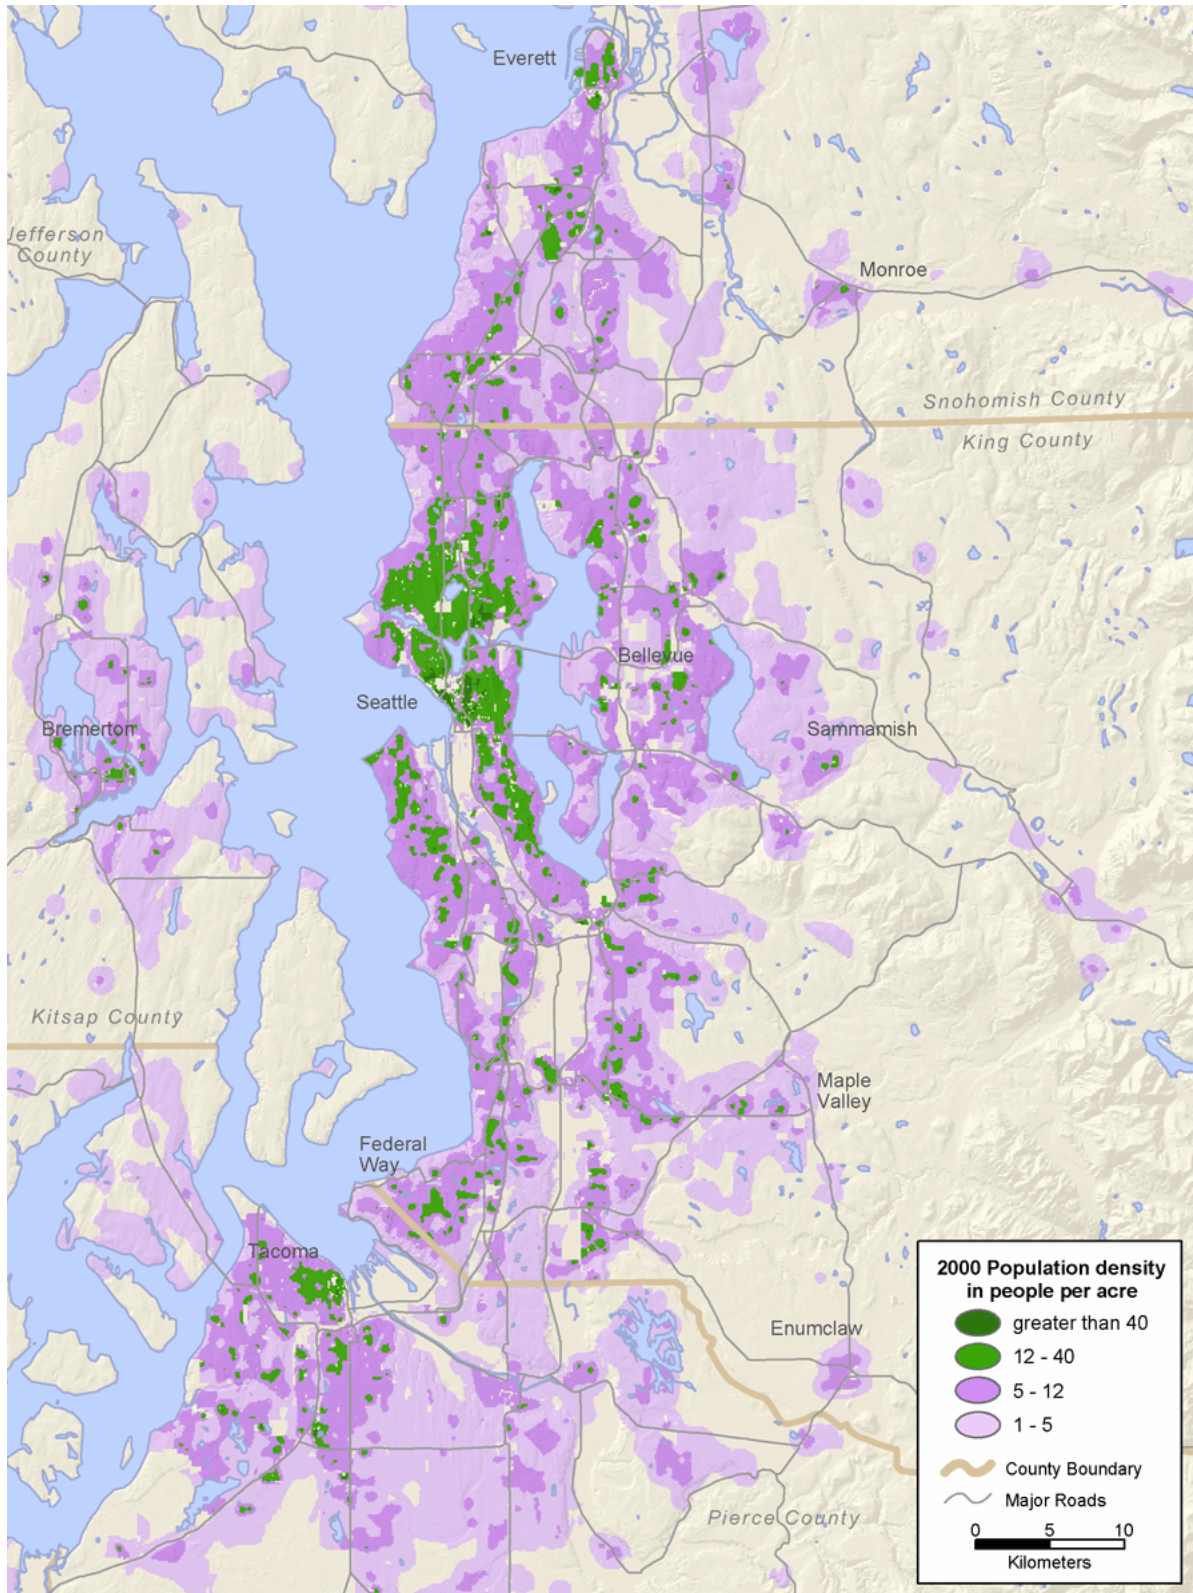 Everett
Jefferson
County
Monroe
Snohomish County
King County
Bellevue
Seattle
Bremerton
Sammamish
Kitsap County
Maple
Valley
Federal
Way
Tacoma
Enumclaw
Pierce County
2000 Population density
in people per acre
greater than 40
12 - 40
5 - 12
1 - 5
County Boundary
Major Roads
0 5 10
Kilometers